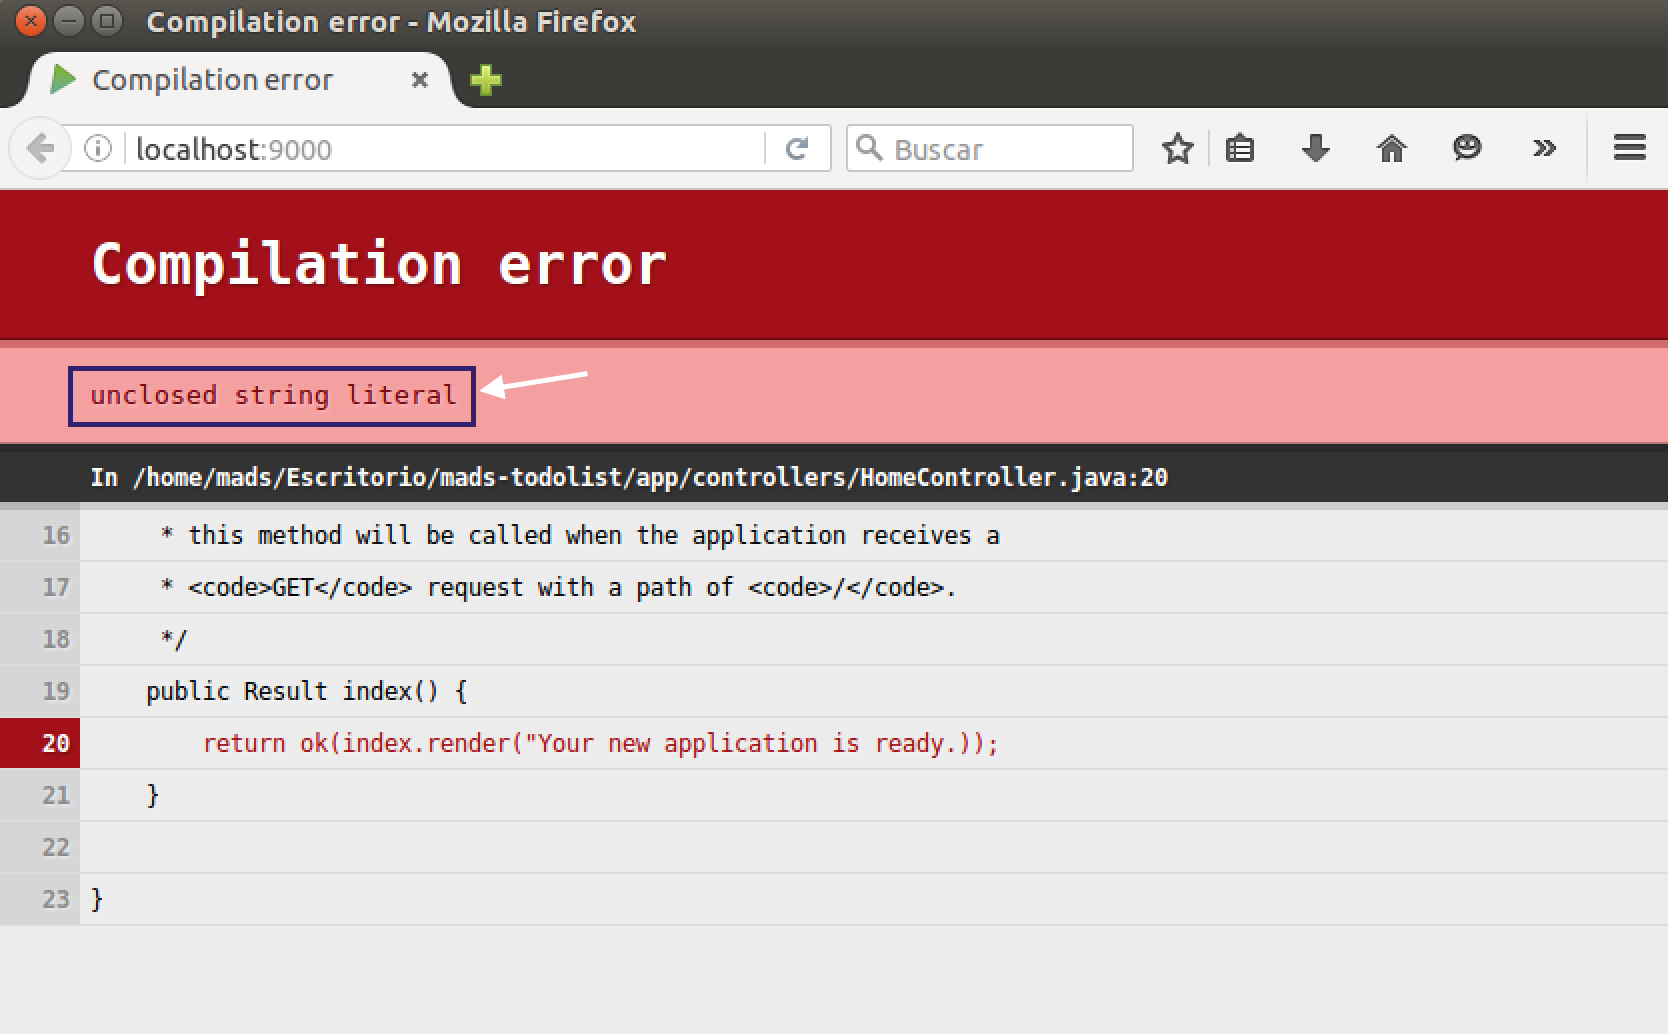 Compilation error - Mozilla Firefox
Compilation error
localhost:9000
Buscar
Compilation error
unclosed string literal
In /home/mads/Escritorio/mads-todolist/app/controllers/HomeController.java:20
16     * this method will be called when the application receives a
17     * <code>GET</code> request with a path of <code>/</code>.
18     */
19    public Result index() {
20        return ok(index.render("Your new application is ready.));
21    }
22
23 }